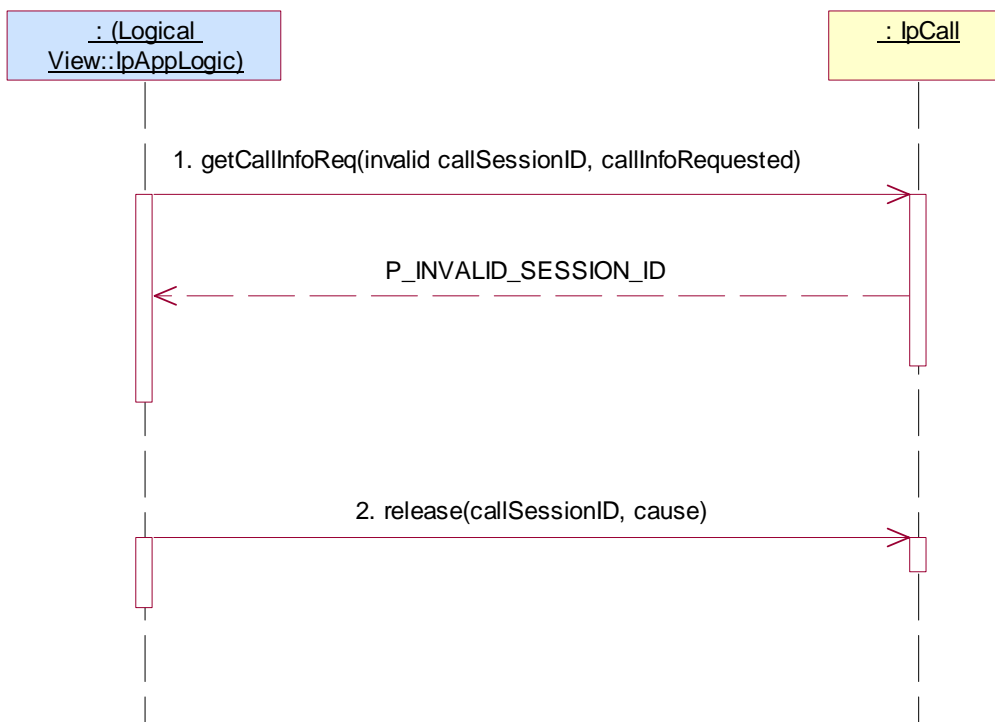 : (Logical
View::IpAppLogic)
: IpCall
1. getCallInfoReq(invalid callSessionID, callInfoRequested)
P_INVALID_SESSION_ID
2. release(callSessionID, cause)